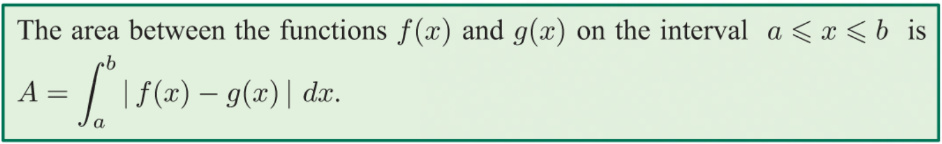 The area between the functions f(x) and g(x) on the interval a ⩽ x ⩽ b is
A = ∫_a^b | f(x) − g(x) | dx.